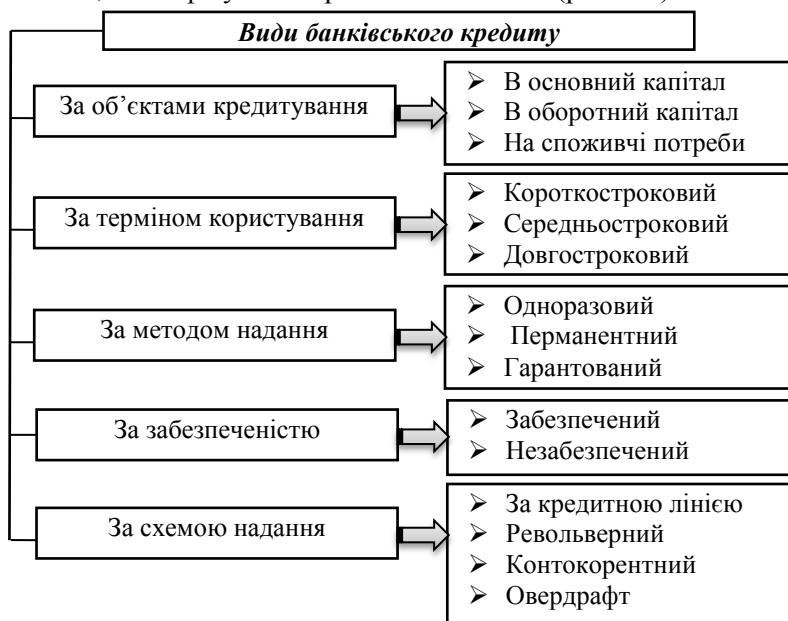 Види банківського кредиту
За об’єктами кредитування
➢ В основний капітал
➢ В оборотний капітал
➢ На споживчі потреби
За терміном користування
➢ Короткостроковий
➢ Середньостроковий
➢ Довгостроковий
За методом надання
➢ Одноразовий
➢ Перманентний
➢ Гарантований
За забезпеченістю
➢ Забезпечений
➢ Незабезпечений
За схемою надання
➢ За кредитною лінією
➢ Револьверний
➢ Контокорентний
➢ Овердрафт